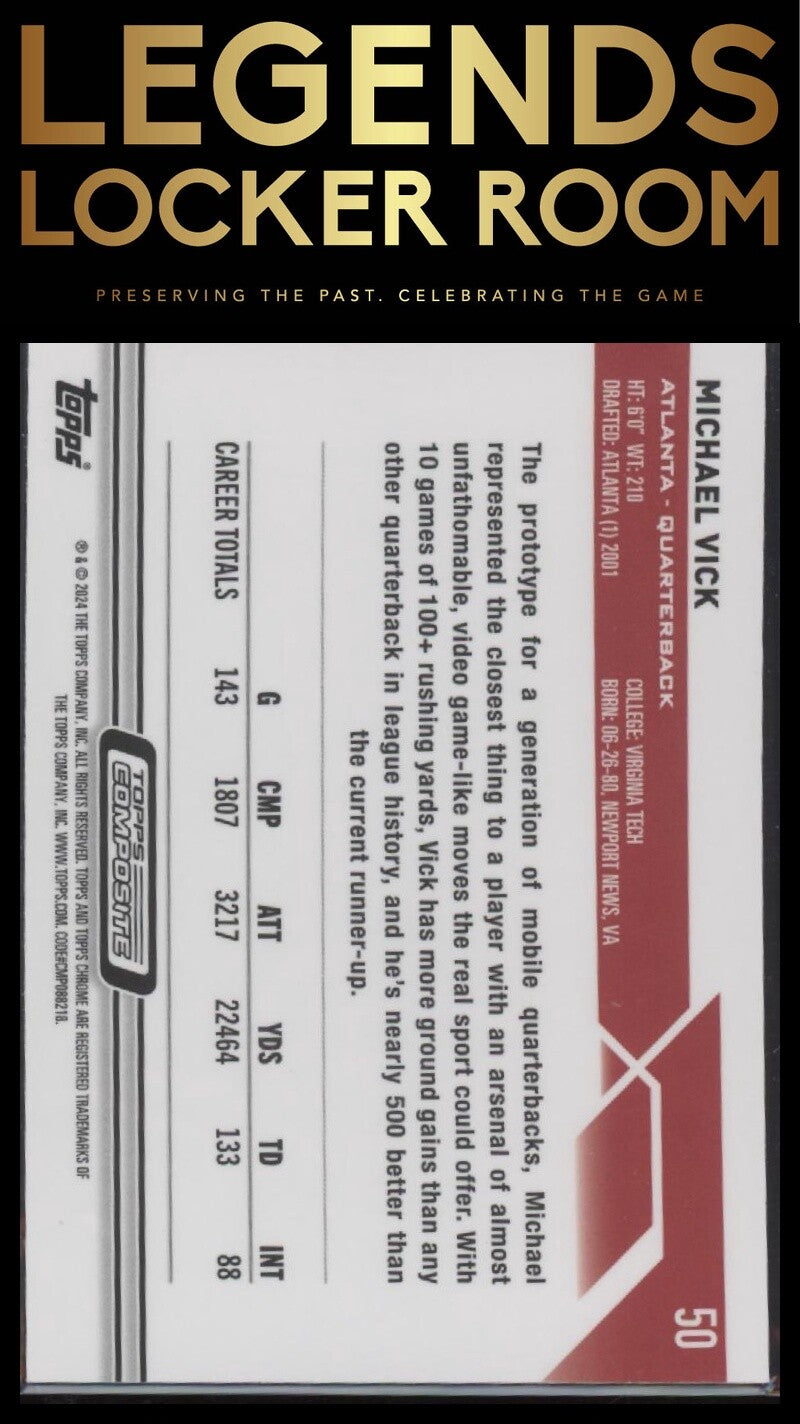 LEGENDS
LOCKER ROOM
PRESERVING THE PAST. CELEBRATING THE GAME
MICHAEL VICK
ATLANTA - QUARTERBACK
HT: 6'0" WT: 210
COLLEGE: VIRGINIA TECH
DRAFTED: ATLANTA (1) 2001
BORN: 06-26-80, NEWPORT NEWS, VA
50
The prototype for a generation of mobile quarterbacks, Michael
represented the closest thing to a player with an arsenal of almost
unfathomable, video game-like moves the real sport could offer. With
10 games of 100+ rushing yards, Vick has more ground gains than any
other quarterback in league history, and he's nearly 500 better than
the current runner-up.
G CMP ATT YDS TD INT
CAREER TOTALS 143 1807 3217 22464 133 88
TOPPS
COMPOSITE
topps®
® & © 2024 THE TOPPS COMPANY, INC. ALL RIGHTS RESERVED. TOPPS AND TOPPS CHROME ARE REGISTERED TRADEMARKS OF
THE TOPPS COMPANY, INC. WWW.TOPPS.COM. CODE#CMP088218.